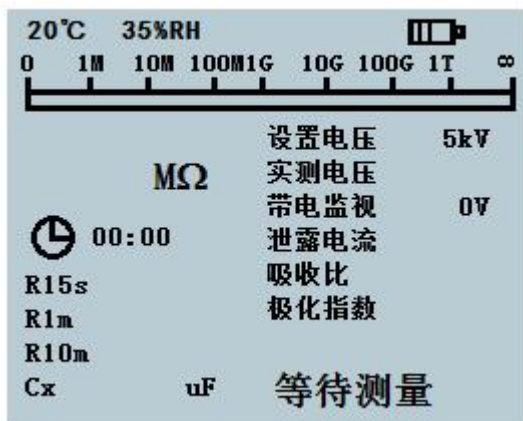 20℃ 35%RH
0 1M 10M 100M 1G 10G 100G 1T ∞
设置电压 5kV
MΩ 实测电压
带电监视 0V
00:00 泄露电流
R15s 吸收比
R1m 极化指数
R10m
Cx uF 等待测量